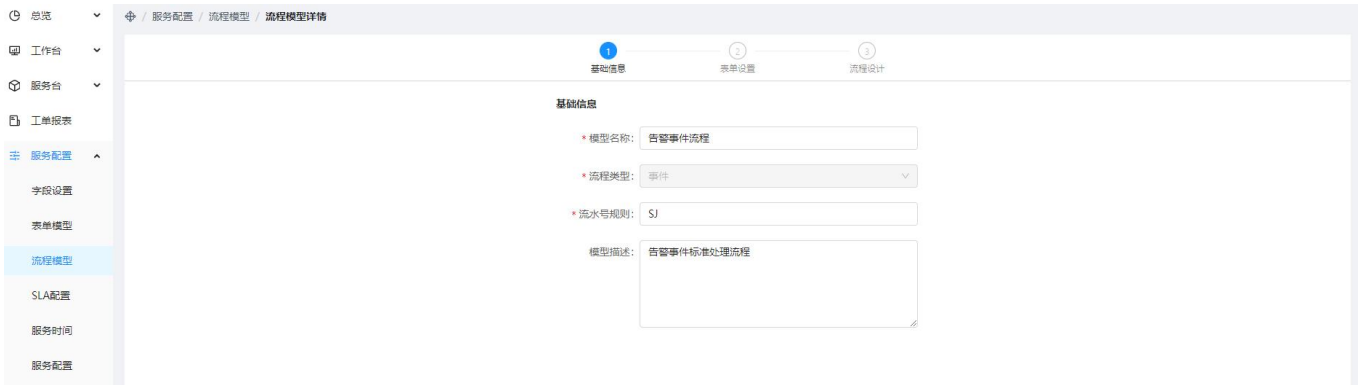 总览
工作台
服务台
工单报表
服务配置
字段设置
表单模型
流程模型
SLA配置
服务时间
服务配置
/ 服务配置 / 流程模型 / 流程模型详情
1
基础信息
2
表单设置
3
流程设计
基础信息
* 模型名称: 告警事件流程
* 流程类型: 事件
* 流水号规则: SJ
模型描述: 告警事件标准处理流程